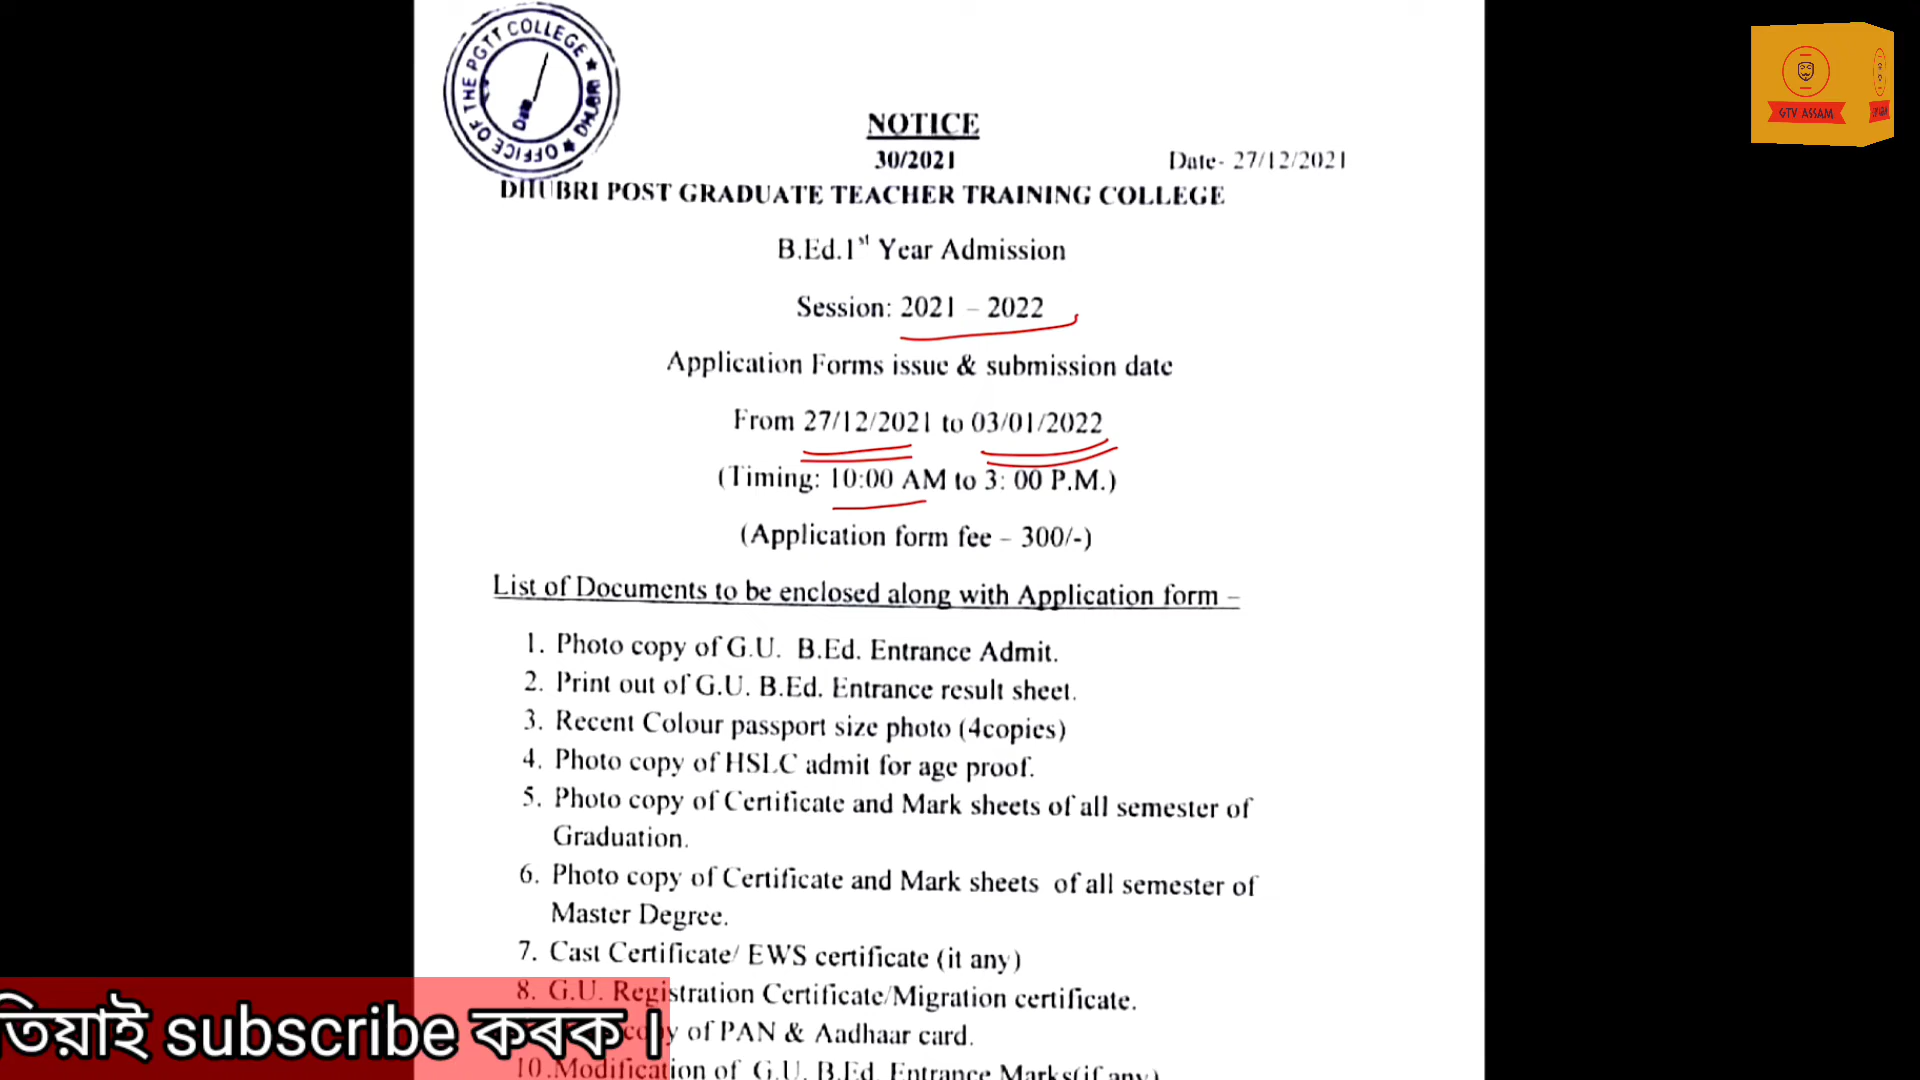 OFFICE OF THE PGTT COLLEGE
DHUBRI
Date
GTV ASSAM
NOTICE
30/2021
Date- 27/12/2021
DHUBRI POST GRADUATE TEACHER TRAINING COLLEGE
B.Ed.1st Year Admission
Session: 2021 – 2022
Application Forms issue & submission date
From 27/12/2021 to 03/01/2022
(Timing: 10:00 AM to 3: 00 P.M.)
(Application form fee – 300/-)
List of Documents to be enclosed along with Application form –
1. Photo copy of G.U. B.Ed. Entrance Admit.
2. Print out of G.U. B.Ed. Entrance result sheet.
3. Recent Colour passport size photo (4copies)
4. Photo copy of HSLC admit for age proof.
5. Photo copy of Certificate and Mark sheets of all semester of
Graduation.
6. Photo copy of Certificate and Mark sheets of all semester of
Master Degree.
7. Cast Certificate/ EWS certificate (it any)
8. G.U. Registration Certificate/Migration certificate.
copy of PAN & Aadhaar card.
10.Modification of G.U. B.Ed. Entrance Marks(if any)
তিয়াই subscribe কৰক।